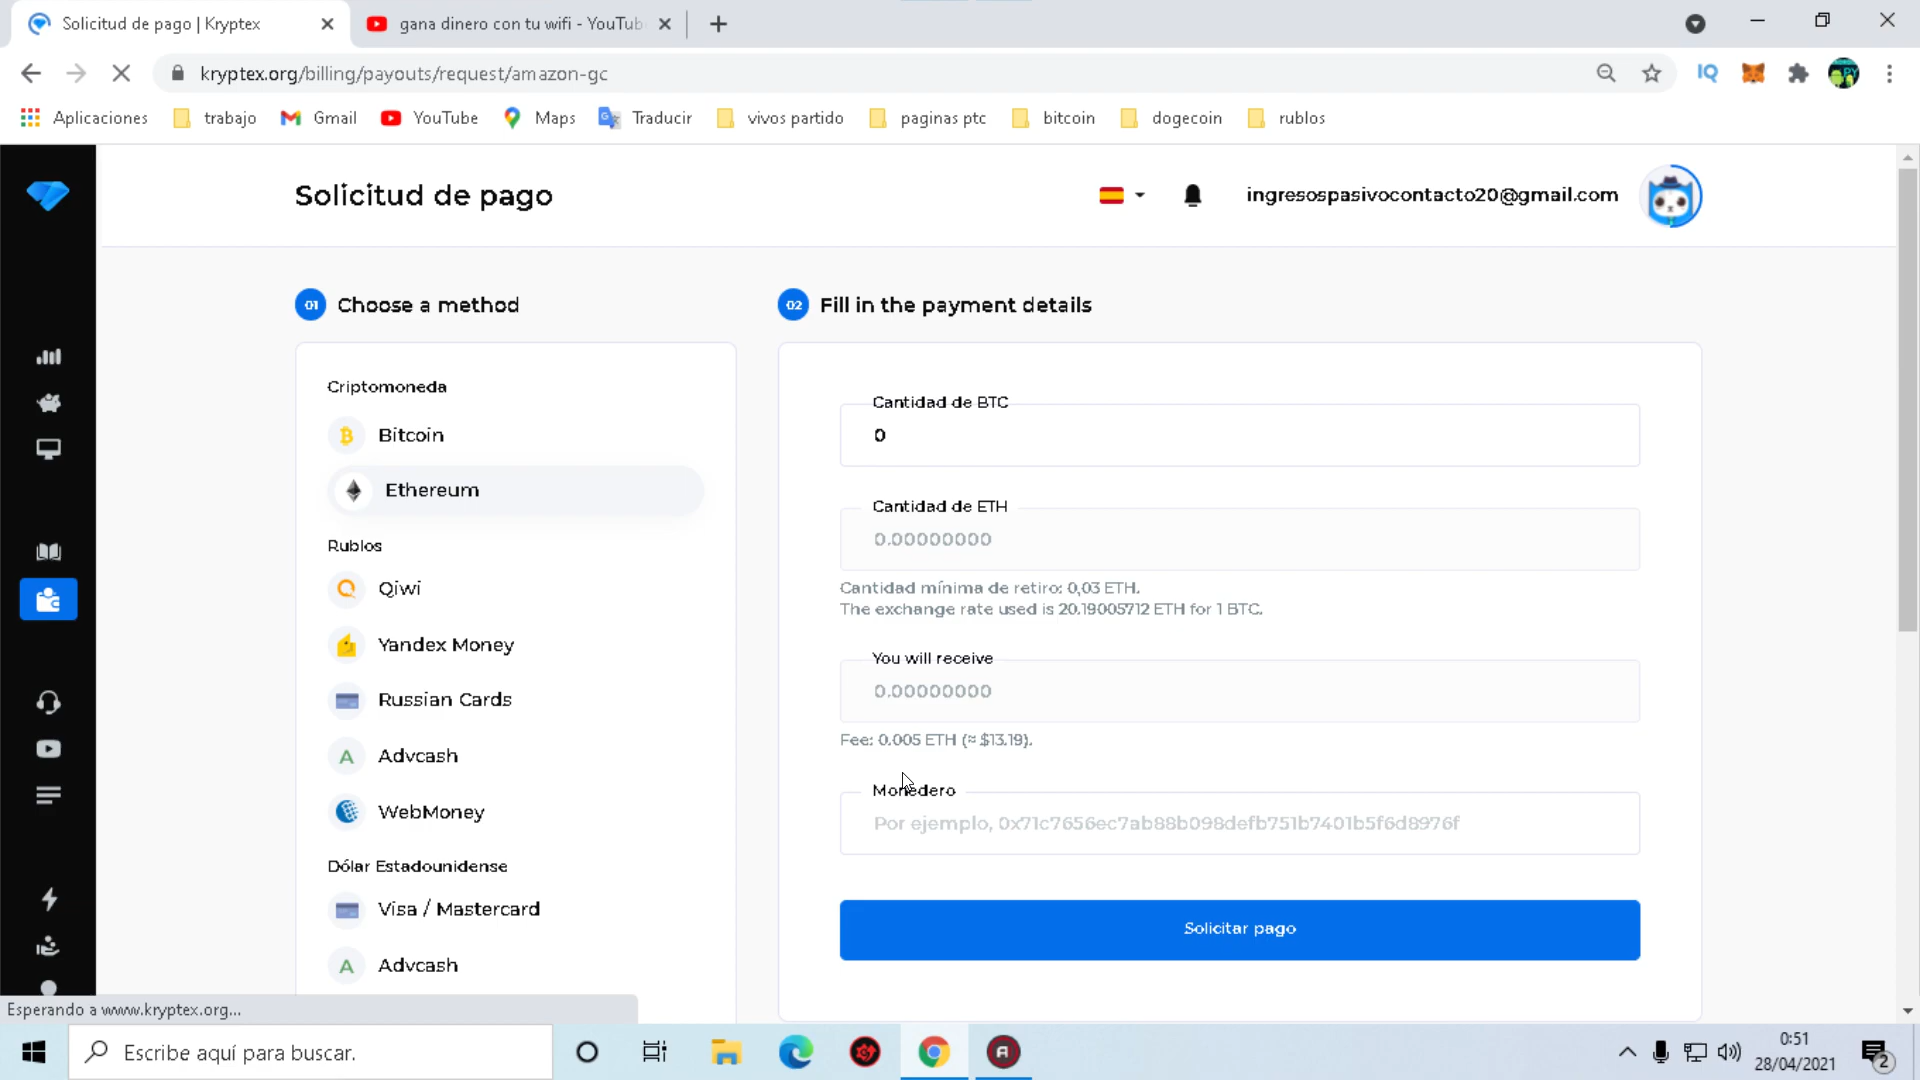 Solicitud de pago | Kryptex
gana dinero con tu wifi - YouTub
kryptex.org/billing/payouts/request/amazon-gc
IQ
Aplicaciones trabajo Gmail YouTube Maps Traducir vivos partido paginas ptc bitcoin dogecoin rublos
Solicitud de pago
ingresospasivocontacto20@gmail.com
01 Choose a method
02 Fill in the payment details
Criptomoneda
Bitcoin
Ethereum
Rublos
Qiwi
Yandex Money
Russian Cards
Advcash
WebMoney
Dólar Estadounidense
Visa / Mastercard
Advcash
Cantidad de BTC
0
Cantidad de ETH
0.00000000
Cantidad mínima de retiro: 0,03 ETH.
The exchange rate used is 20.19005712 ETH for 1 BTC.
You will receive
0.00000000
Fee: 0.005 ETH (≈ $13.19).
Monedero
Por ejemplo, 0x71c7656ec7ab88b098defb751b7401b5f6d8976f
Solicitar pago
Esperando a www.kryptex.org...
Escribe aquí para buscar.
0:51
28/04/2021
2